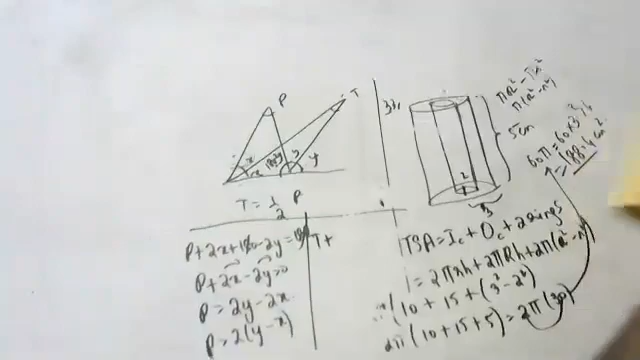 P
T
x
x
y
y
T = 1/2 P
P + 2x + 180 - 2y = 180
P + 2x - 2y = 0
P = 2y - 2x
P = 2(y - x)
T +
33,
5cm
2
3
π(R² - r²)
60π = 60 × 3.14
= 188.4 cm²
TSA = Ic + Oc + 2 rings
= 2πrh + 2πRh + 2π(R² - r²)
(10 + 15 + (3² - 2²)
2π (10 + 15 + 5) = 2π (30)